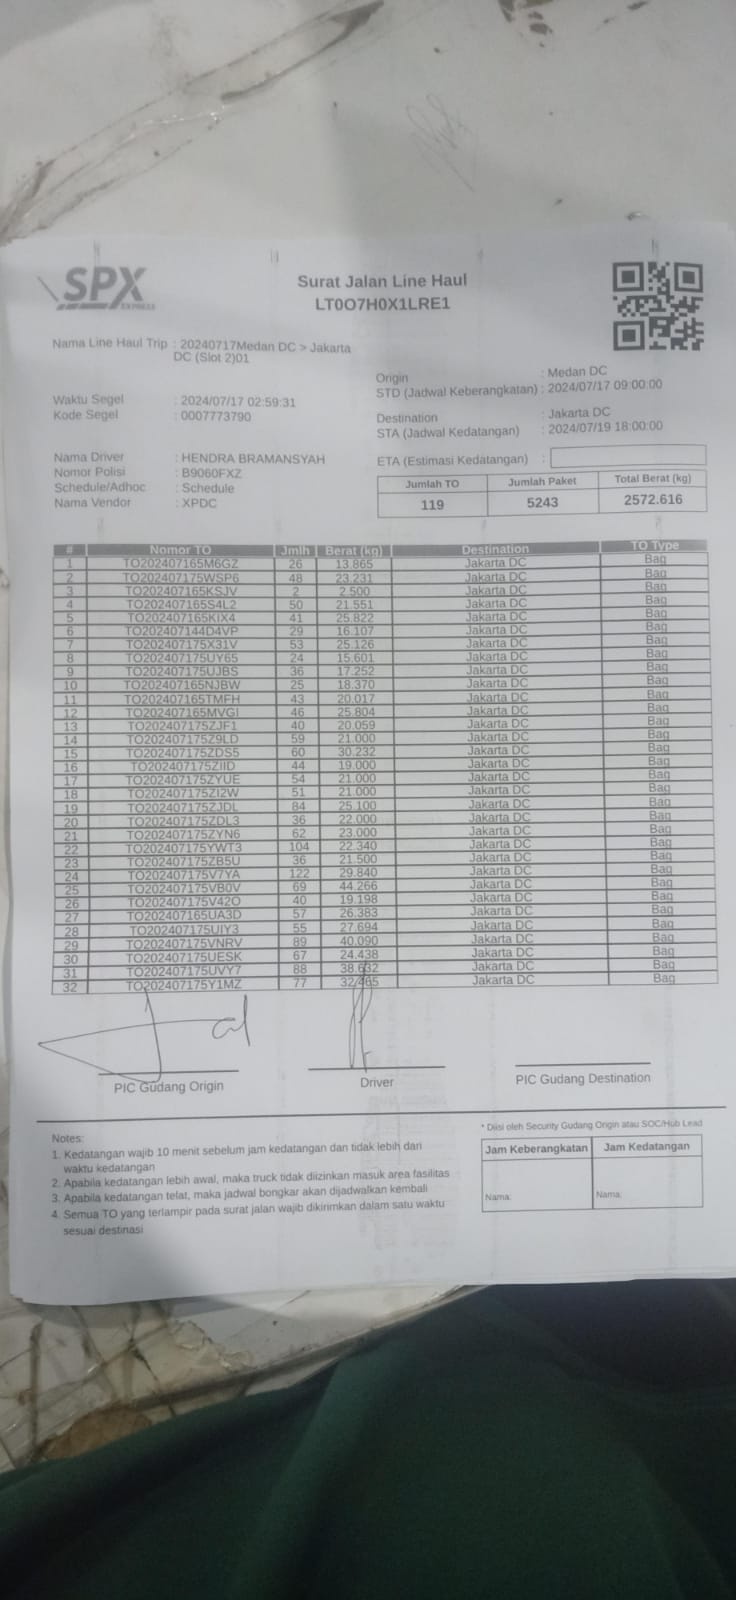 SPX
EXPRESS
Surat Jalan Line Haul
LT0O7H0X1LRE1
Nama Line Haul Trip : 20240717Medan DC > Jakarta
DC (Slot 2)01
Waktu Segel : 2024/07/17 02:59:31
Kode Segel : 0007773790
Origin : Medan DC
STD (Jadwal Keberangkatan) : 2024/07/17 09:00:00
Destination : Jakarta DC
STA (Jadwal Kedatangan) : 2024/07/19 18:00:00
Nama Driver : HENDRA BRAMANSYAH
Nomor Polisi : B9060FXZ
Schedule/Adhoc : Schedule
Nama Vendor : XPDC
ETA (Estimasi Kedatangan) :
Jumlah TO Jumlah Paket Total Berat (kg)
119 5243 2572.616
# Nomor TO Jmlh Berat (kg) Destination TO Type
1 TO202407165M6GZ 26 13.865 Jakarta DC Bag
2 TO202407175WSP6 48 23.231 Jakarta DC Bag
3 TO202407165KSJV 2 2.500 Jakarta DC Bag
4 TO202407165S4L2 50 21.551 Jakarta DC Bag
5 TO202407165KIX4 41 25.822 Jakarta DC Bag
6 TO202407144D4VP 29 16.107 Jakarta DC Bag
7 TO202407175X31V 53 25.126 Jakarta DC Bag
8 TO202407175UY65 24 15.601 Jakarta DC Bag
9 TO202407175UJBS 36 17.252 Jakarta DC Bag
10 TO202407165NJBW 25 18.370 Jakarta DC Bag
11 TO202407165TMFH 43 20.017 Jakarta DC Bag
12 TO202407165MVGI 46 25.804 Jakarta DC Bag
13 TO202407175ZJF1 40 20.059 Jakarta DC Bag
14 TO202407175Z9LD 59 21.000 Jakarta DC Bag
15 TO202407175ZDS5 60 30.232 Jakarta DC Bag
16 TO202407175ZIID 44 19.000 Jakarta DC Bag
17 TO202407175ZYUE 54 21.000 Jakarta DC Bag
18 TO202407175ZI2W 51 21.000 Jakarta DC Bag
19 TO202407175ZJDL 84 25.100 Jakarta DC Bag
20 TO202407175ZDL3 36 22.000 Jakarta DC Bag
21 TO202407175ZYN6 62 23.000 Jakarta DC Bag
22 TO202407175YWT3 104 22.340 Jakarta DC Bag
23 TO202407175ZB5U 36 21.500 Jakarta DC Bag
24 TO202407175V7YA 122 29.840 Jakarta DC Bag
25 TO202407175VB0V 69 44.266 Jakarta DC Bag
26 TO202407175V42O 40 19.198 Jakarta DC Bag
27 TO202407165UA3D 57 26.383 Jakarta DC Bag
28 TO202407175UIY3 55 27.694 Jakarta DC Bag
29 TO202407175VNRV 89 40.090 Jakarta DC Bag
30 TO202407175UESK 67 24.438 Jakarta DC Bag
31 TO202407175UVY7 88 38.632 Jakarta DC Bag
32 TO202407175Y1MZ 77 32.465 Jakarta DC Bag
PIC Gudang Origin Driver PIC Gudang Destination
* Diisi oleh Security Gudang Origin atau SOC/Hub Lead
Jam Keberangkatan Jam Kedatangan
Nama: Nama:
Notes:
1. Kedatangan wajib 10 menit sebelum jam kedatangan dan tidak lebih dari
waktu kedatangan
2. Apabila kedatangan lebih awal, maka truck tidak diizinkan masuk area fasilitas
3. Apabila kedatangan telat, maka jadwal bongkar akan dijadwalkan kembali
4. Semua TO yang terlampir pada surat jalan wajib dikirimkan dalam satu waktu
sesuai destinasi